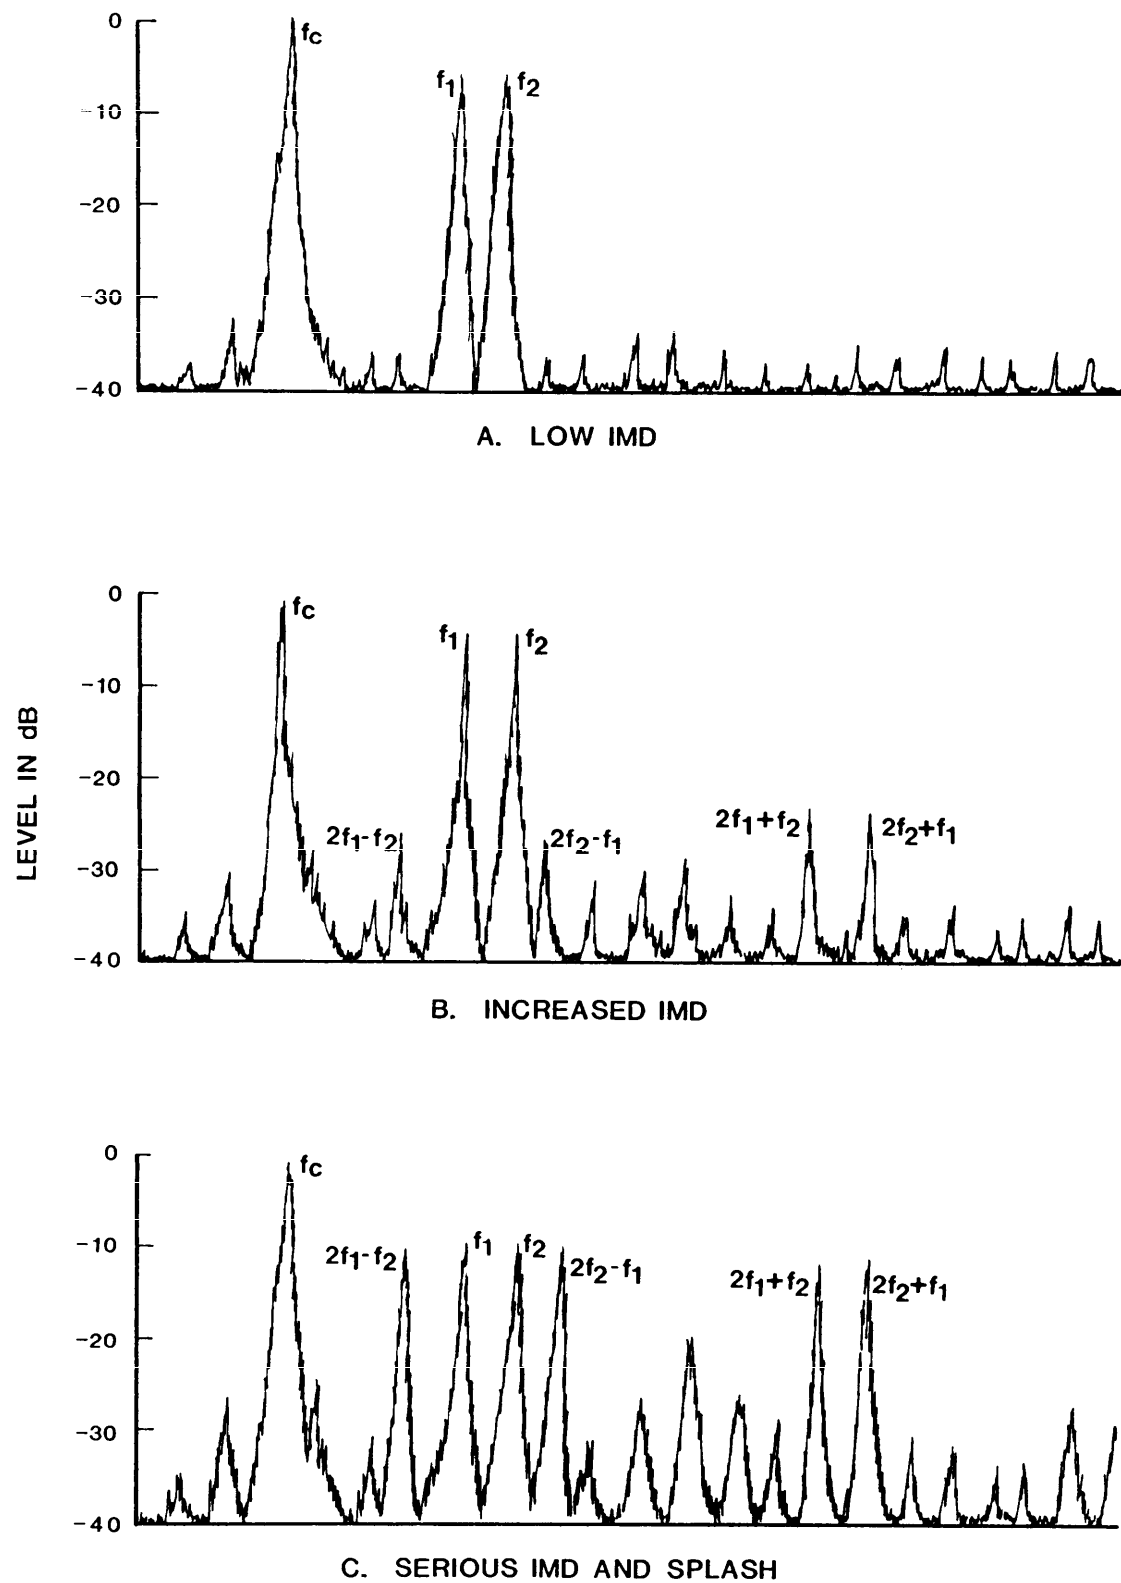 0
fc
f1
f2
-10
-20
-30
-40
A. LOW IMD
LEVEL IN dB
0
fc
f1
f2
-10
-20
2f1-f2
2f2-f1
2f1+f2
2f2+f1
-30
-40
B. INCREASED IMD
0
fc
-10
2f1-f2
f1
f2
2f2-f1
2f1+f2
2f2+f1
-20
-30
-40
C. SERIOUS IMD AND SPLASH